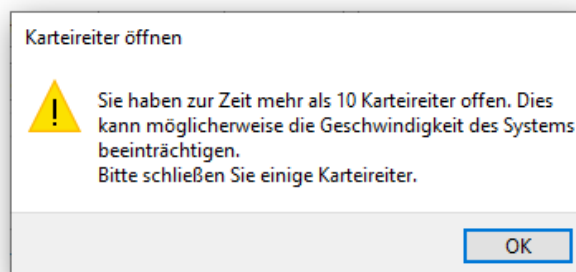 Karteireiter öffnen
Sie haben zur Zeit mehr als 10 Karteireiter offen. Dies
kann möglicherweise die Geschwindigkeit des Systems
beeinträchtigen.
Bitte schließen Sie einige Karteireiter.
OK